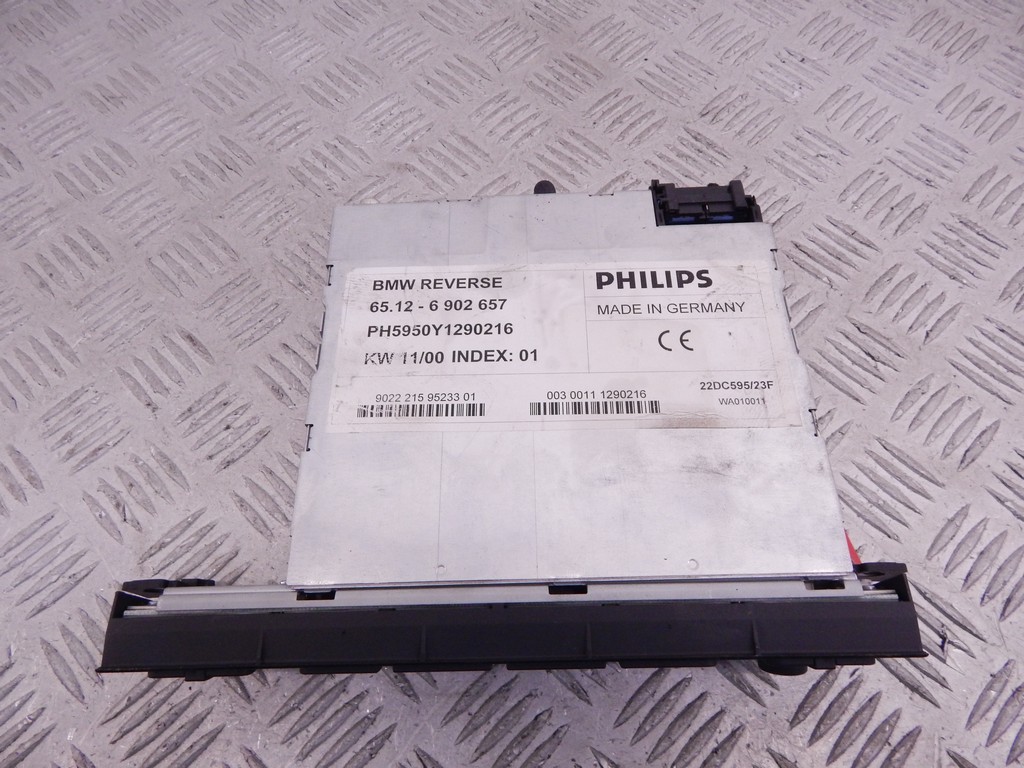 BMW REVERSE
65.12 - 6 902 657
PH5950Y1290216
KW 11/00 INDEX: 01
PHILIPS
MADE IN GERMANY
CE
9022 215 95233 01
003 0011 1290216
22DC595/23F
WA010011